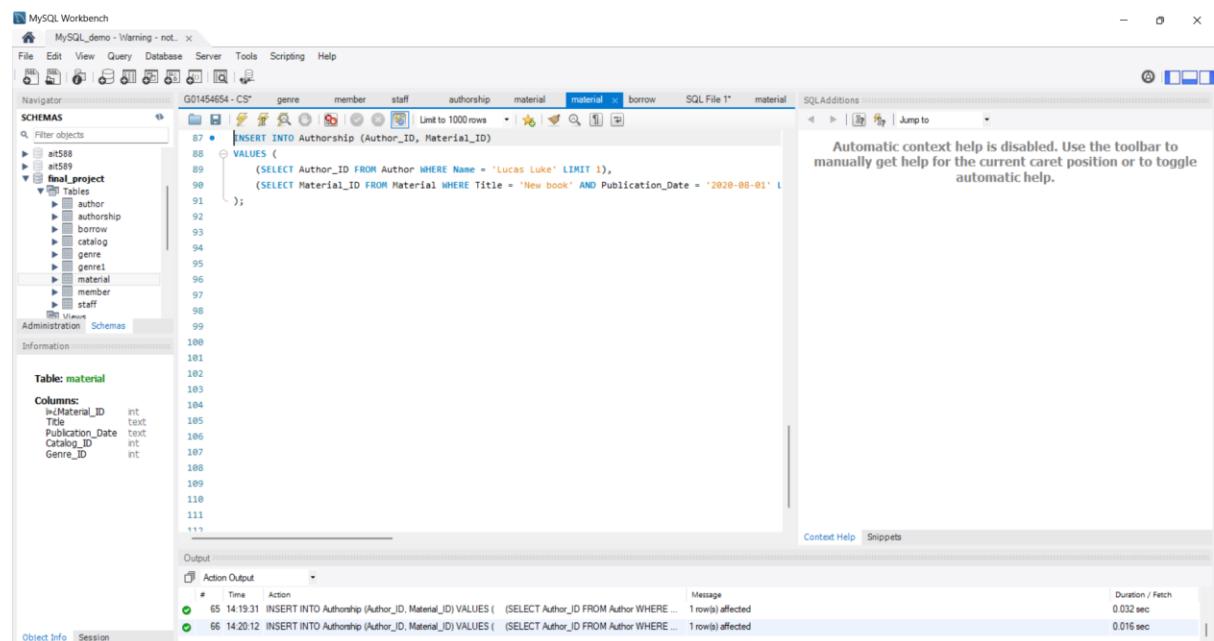 MySQL Workbench
MySQL_demo - Warning - not...
File Edit View Query Database Server Tools Scripting Help
Navigator
SCHEMAS
Filter objects
ait588
ait589
final_project
Tables
author
authorship
borrow
catalog
genre
genre1
material
member
staff
Views
Administration Schemas
Information
Table: material
Columns:
ï»¿Material_ID int
Title text
Publication_Date text
Catalog_ID int
Genre_ID int
Object Info Session
G01454654 - CS* genre member staff authorship material material borrow SQL File 1* material
Limit to 1000 rows
87 INSERT INTO Authorship (Author_ID, Material_ID)
88 VALUES (
89 (SELECT Author_ID FROM Author WHERE Name = 'Lucas Luke' LIMIT 1),
90 (SELECT Material_ID FROM Material WHERE Title = 'New book' AND Publication_Date = '2020-08-01' L
91 );
92
93
94
95
96
97
98
99
100
101
102
103
104
105
106
107
108
109
110
111
112
SQLAdditions
Jump to
Automatic context help is disabled. Use the toolbar to
manually get help for the current caret position or to toggle
automatic help.
Context Help Snippets
Output
Action Output
# Time Action Message Duration / Fetch
65 14:19:31 INSERT INTO Authorship (Author_ID, Material_ID) VALUES ( (SELECT Author_ID FROM Author WHERE ... 1 row(s) affected 0.032 sec
66 14:20:12 INSERT INTO Authorship (Author_ID, Material_ID) VALUES ( (SELECT Author_ID FROM Author WHERE ... 1 row(s) affected 0.016 sec